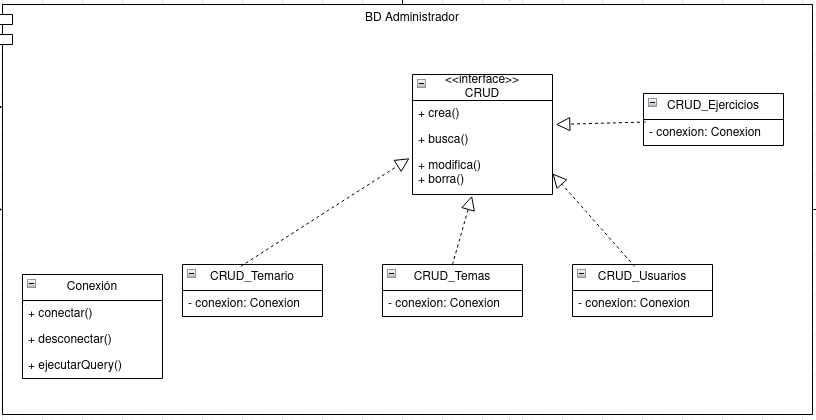 BD Administrador
<<interface>>
CRUD
+ crea()
+ busca()
+ modifica()
+ borra()
CRUD_Ejercicios
- conexion: Conexion
Conexión
+ conectar()
+ desconectar()
+ ejecutarQuery()
CRUD_Temario
- conexion: Conexion
CRUD_Temas
- conexion: Conexion
CRUD_Usuarios
- conexion: Conexion